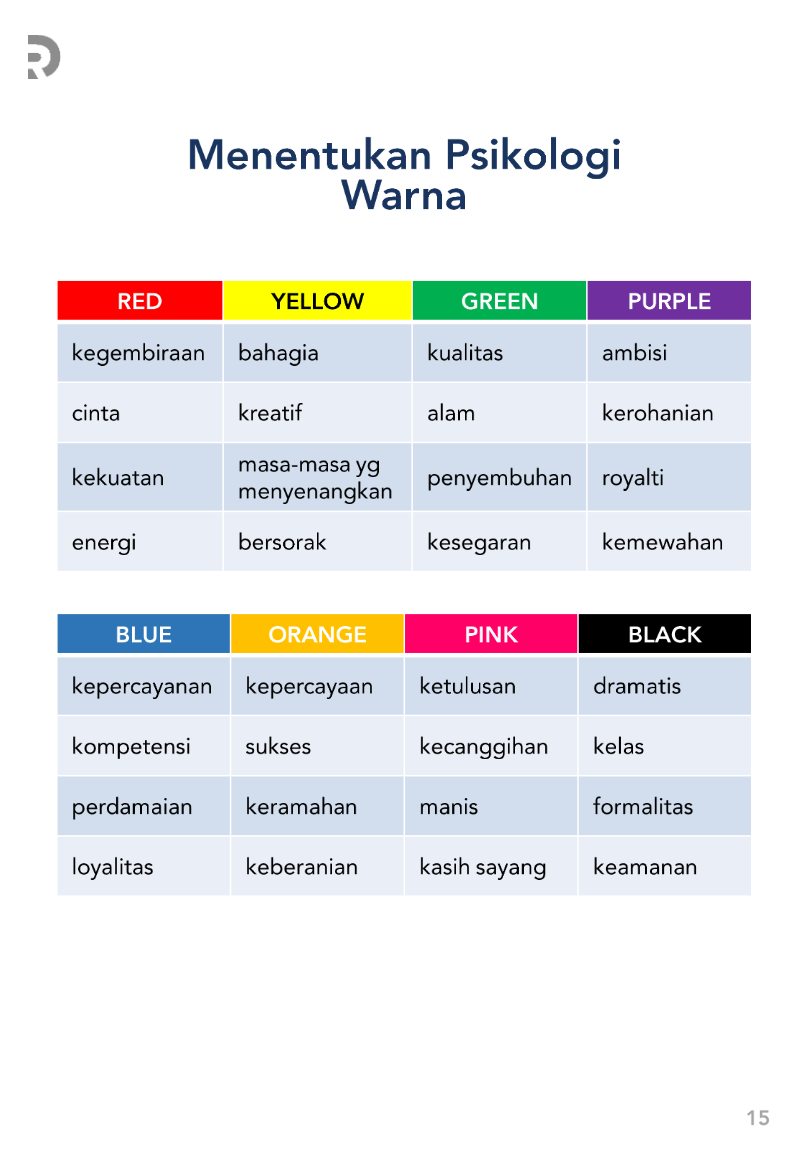 Menentukan Psikologi
Warna
RED YELLOW GREEN PURPLE
kegembiraan bahagia kualitas ambisi
cinta kreatif alam kerohanian
kekuatan masa-masa yg menyenangkan penyembuhan royalti
energi bersorak kesegaran kemewahan
BLUE ORANGE PINK BLACK
kepercayanan kepercayaan ketulusan dramatis
kompetensi sukses kecanggihan kelas
perdamaian keramahan manis formalitas
loyalitas keberanian kasih sayang keamanan
15